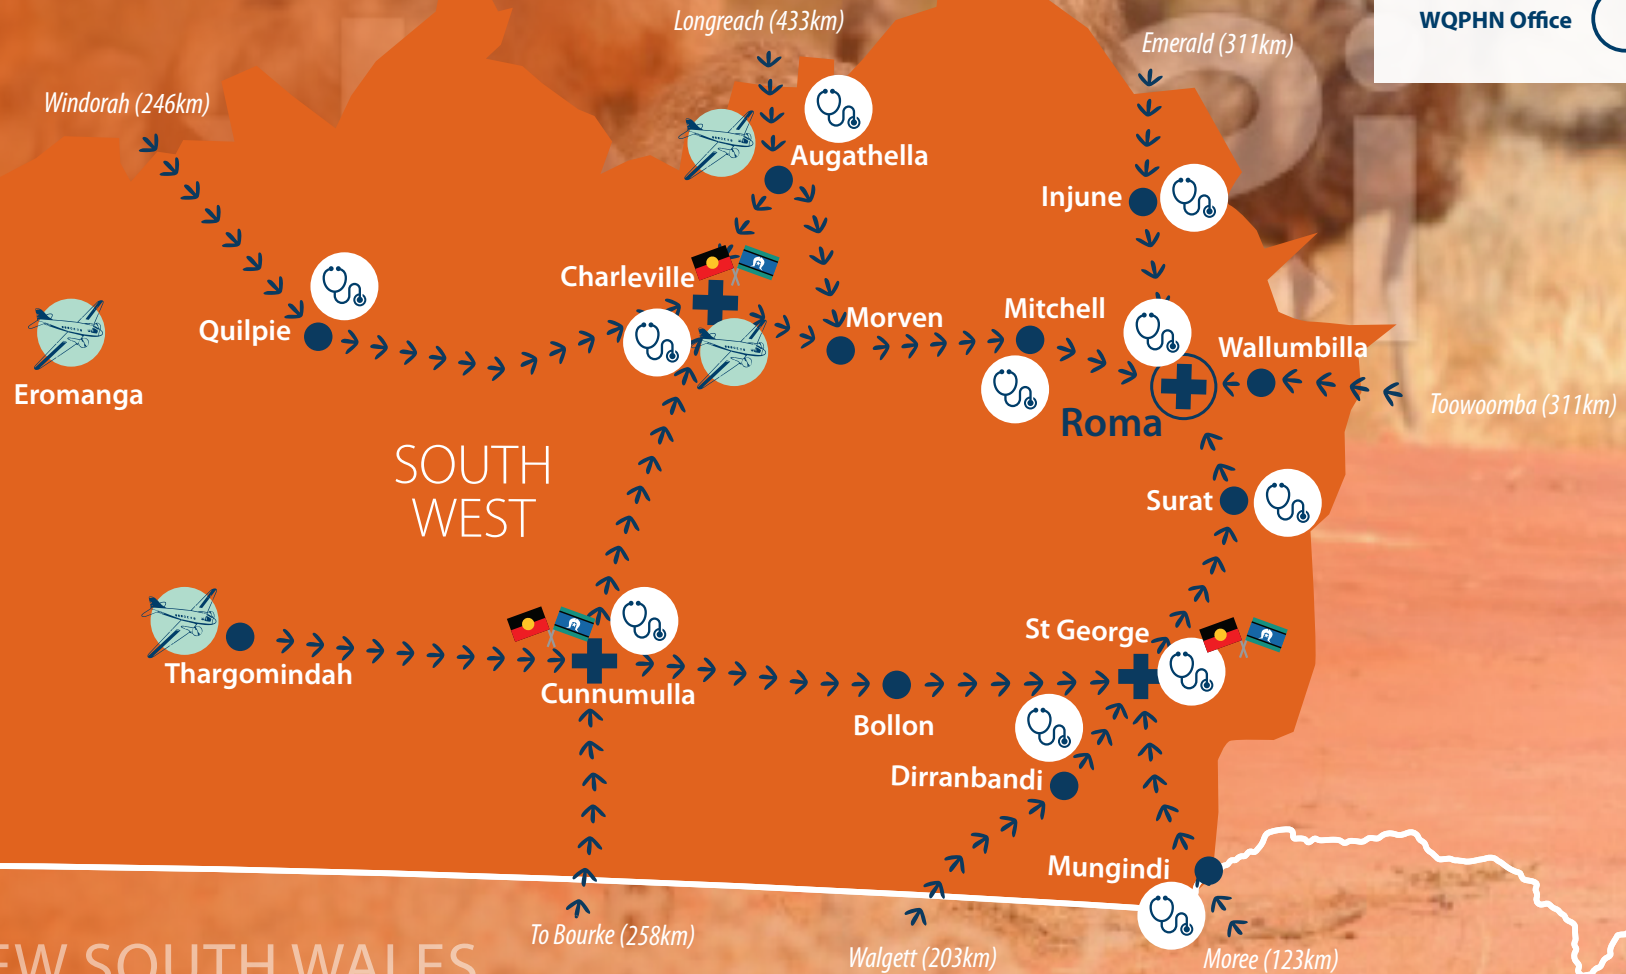 WQPHN Office
Longreach (433km)
Emerald (311km)
Windorah (246km)
Augathella
Injune
Charleville
Quilpie
Morven
Mitchell
Wallumbilla
Eromanga
Toowoomba (311km)
Roma
SOUTH
WEST
Surat
St George
Thargomindah
Cunnumulla
Bollon
Dirranbandi
Mungindi
To Bourke (258km)
Walgett (203km)
Moree (123km)
EW SOUTH WALES